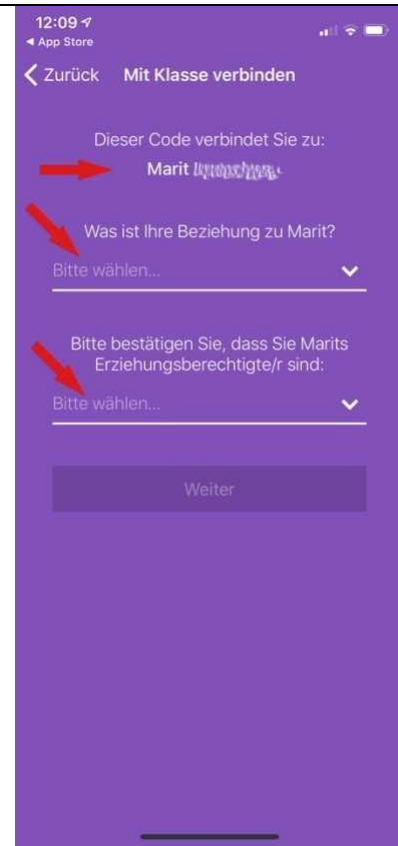 12:09
◀ App Store
Zurück Mit Klasse verbinden
Dieser Code verbindet Sie zu:
Marit
Was ist Ihre Beziehung zu Marit?
Bitte wählen...
Bitte bestätigen Sie, dass Sie Marits
Erziehungsberechtigte/r sind:
Bitte wählen...
Weiter